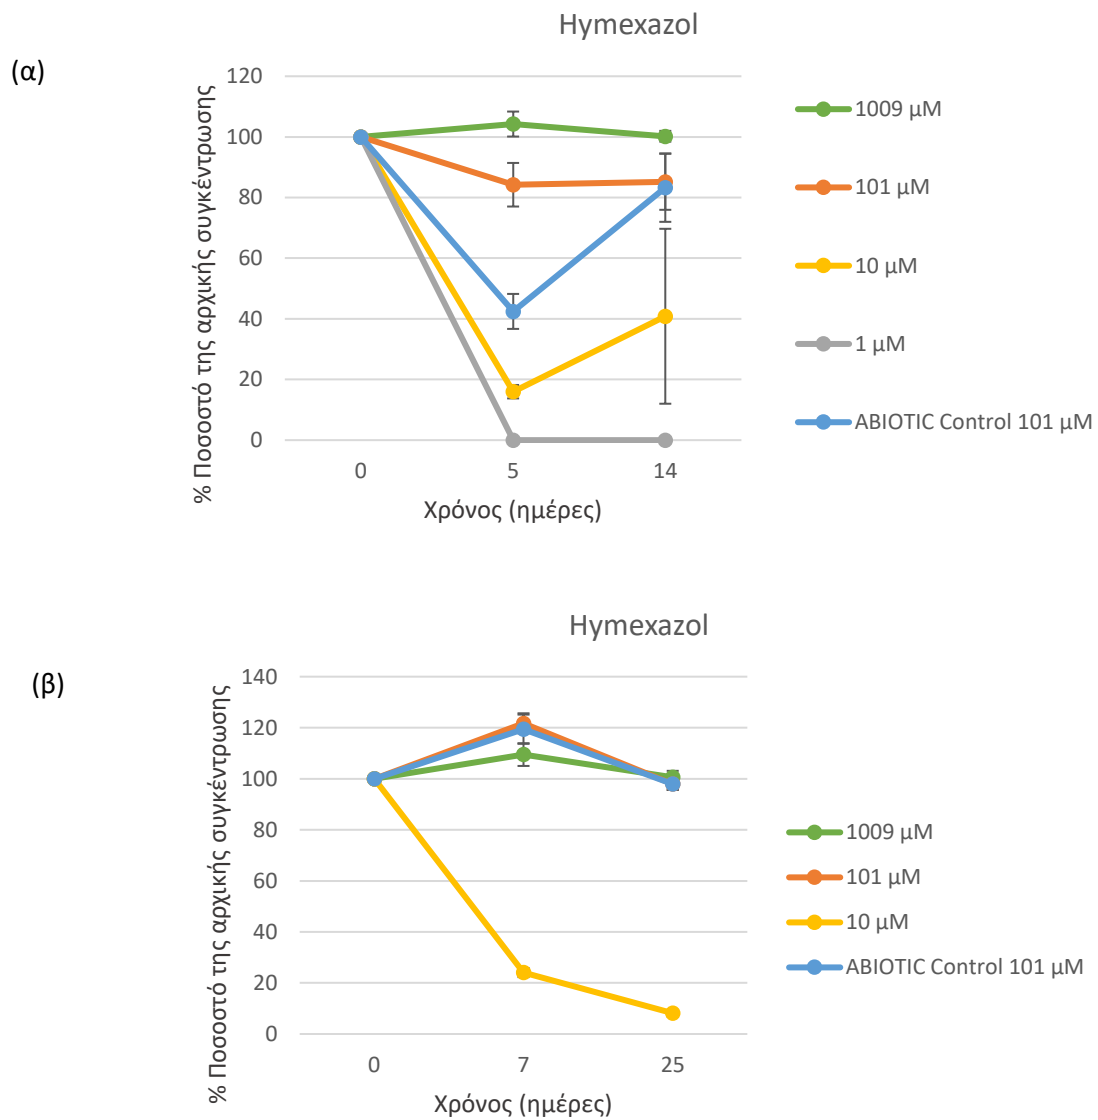 Hymexazol
(α)
% Ποσοστό της αρχικής συγκέντρωσης
120
100
80
60
40
20
0
0 5 14
Χρόνος (ημέρες)
1009 μM
101 μM
10 μM
1 μM
ABIOTIC Control 101 μM
Hymexazol
(β)
% Ποσοστό της αρχικής συγκέντρωσης
140
120
100
80
60
40
20
0
0 7 25
Χρόνος (ημέρες)
1009 μM
101 μM
10 μM
ABIOTIC Control 101 μM